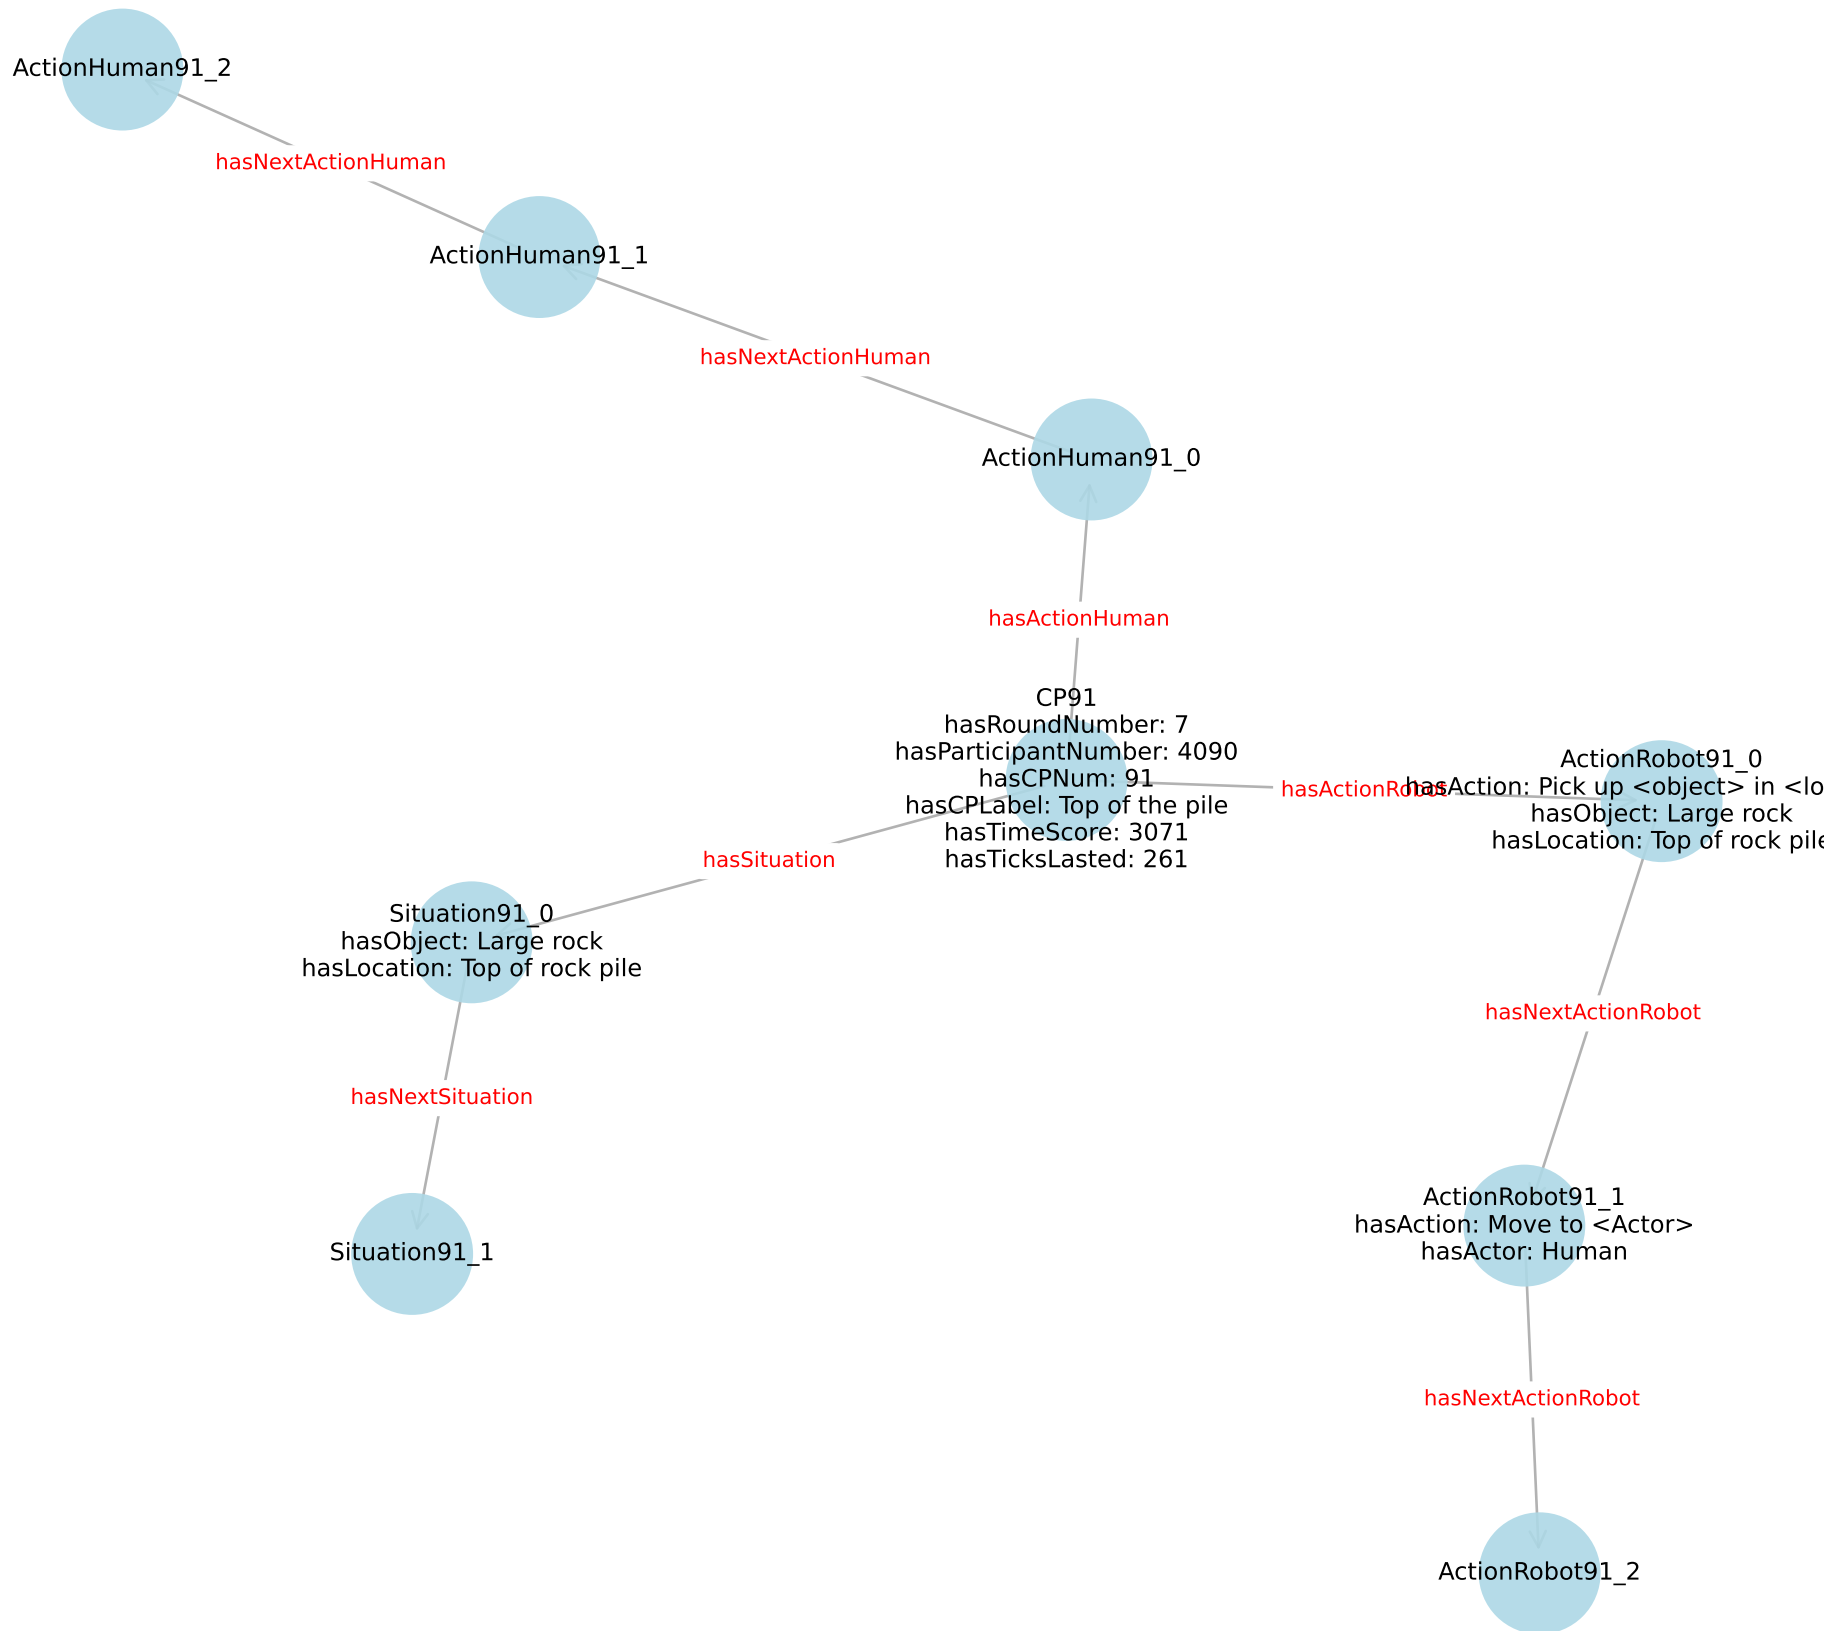 ActionHuman91_2
hasNextActionHuman
ActionHuman91_1
hasNextActionHuman
ActionHuman91_0
hasActionHuman
CP91
hasRoundNumber: 7
hasParticipantNumber: 4090
hasCPNum: 91
hasCPLabel: Top of the pile
hasTimeScore: 3071
hasTicksLasted: 261
hasActionRobot
ActionRobot91_0
hasAction: Pick up <object> in <lo
hasObject: Large rock
hasLocation: Top of rock pile
hasSituation
Situation91_0
hasObject: Large rock
hasLocation: Top of rock pile
hasNextActionRobot
hasNextSituation
ActionRobot91_1
hasAction: Move to <Actor>
hasActor: Human
Situation91_1
hasNextActionRobot
ActionRobot91_2